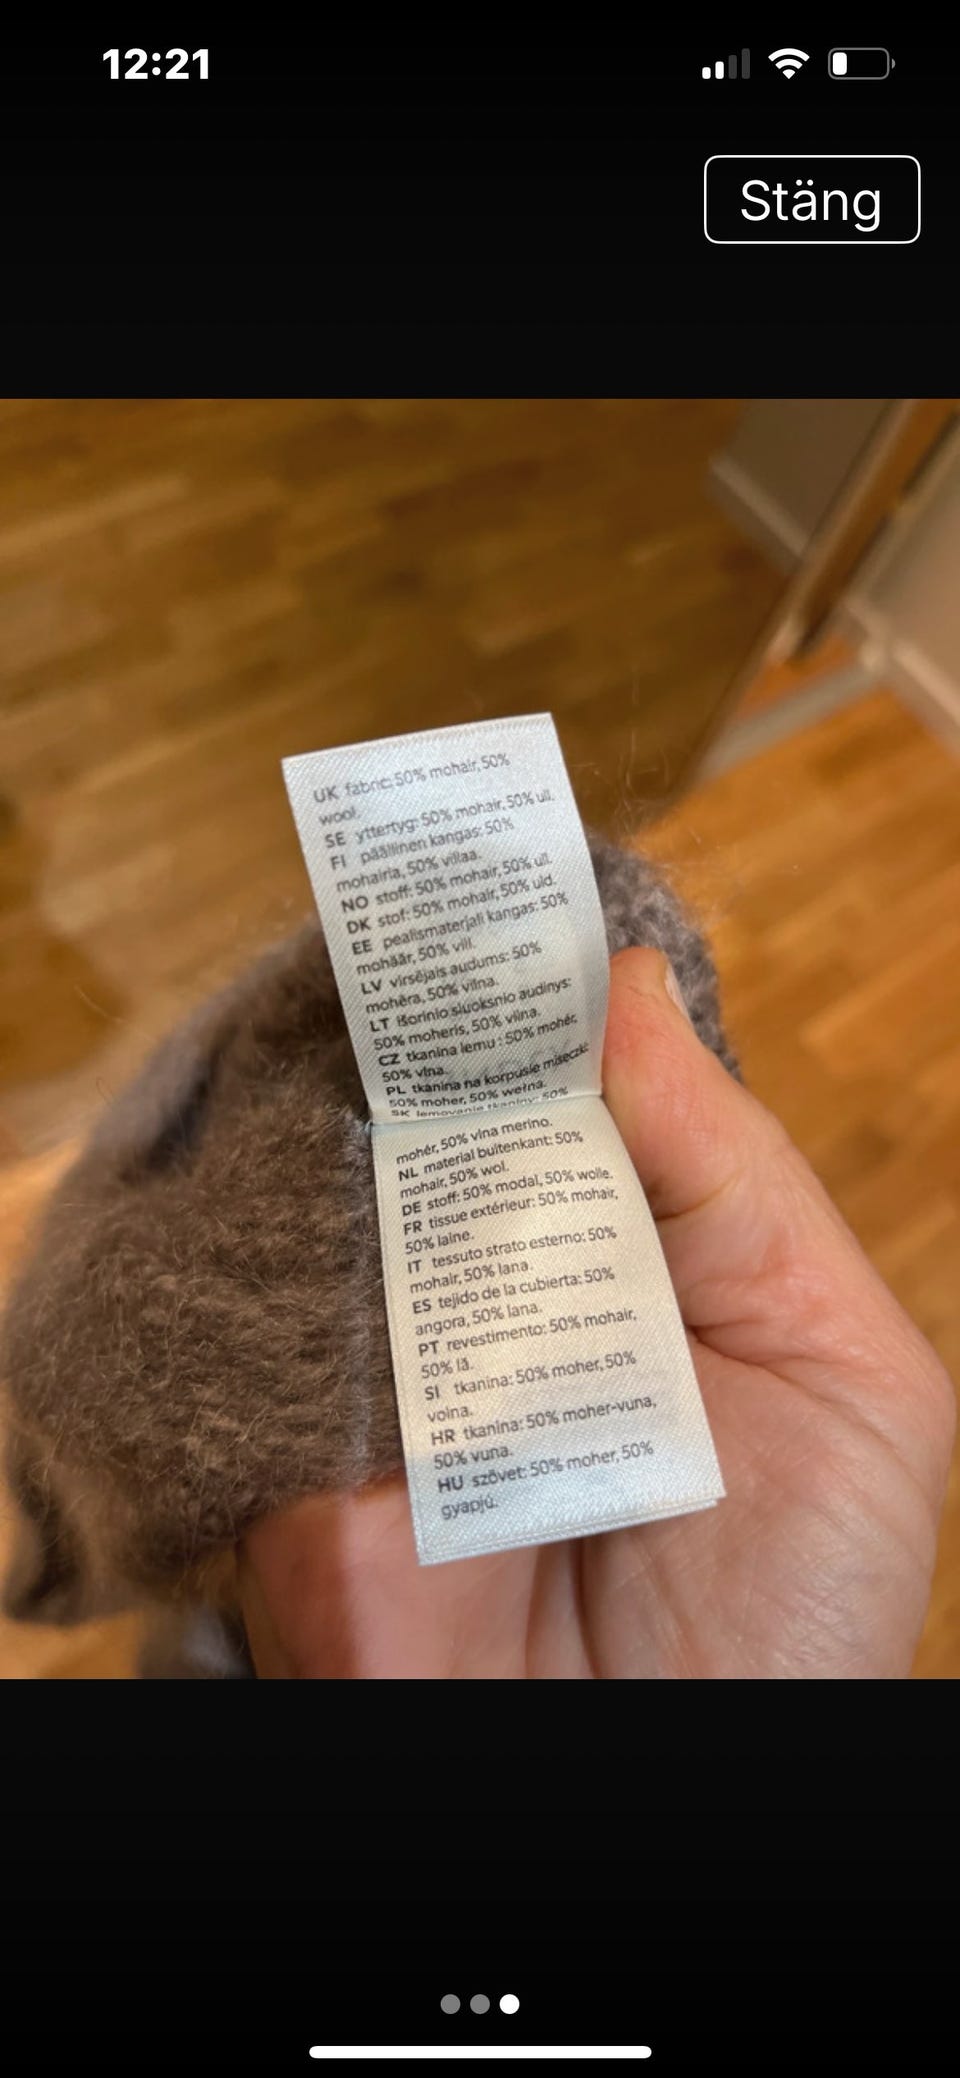 12:21
Stäng
UK fabric: 50% mohair, 50%
wool.
SE yttertyg: 50% mohair, 50% ull.
FI päällinen kangas: 50%
mohairia, 50% villaa.
NO stoff: 50% mohair, 50% ull.
DK stof: 50% mohair, 50% uld.
EE pealismaterjali kangas: 50%
mohäär, 50% vill.
LV virsējais audums: 50%
mohēra, 50% vilna.
LT išorinio sluoksnio audinys:
50% moheris, 50% vilna.
CZ tkanina lemu : 50% mohér,
50% vlna.
PL tkanina na korpusie miseczki:
50% moher, 50% wełna.
SK lemovanie tkaniny: 50%
mohér, 50% vlna merino.
NL material buitenkant: 50%
mohair, 50% wol.
DE stoff: 50% modal, 50% wolle.
FR tissue extérieur: 50% mohair,
50% laine.
IT tessuto strato esterno: 50%
mohair, 50% lana.
ES tejido de la cubierta: 50%
angora, 50% lana.
PT revestimento: 50% mohair,
50% lã.
SI tkanina: 50% moher, 50%
volna.
HR tkanina: 50% moher-vuna,
50% vuna.
HU szövet: 50% moher, 50%
gyapjú.